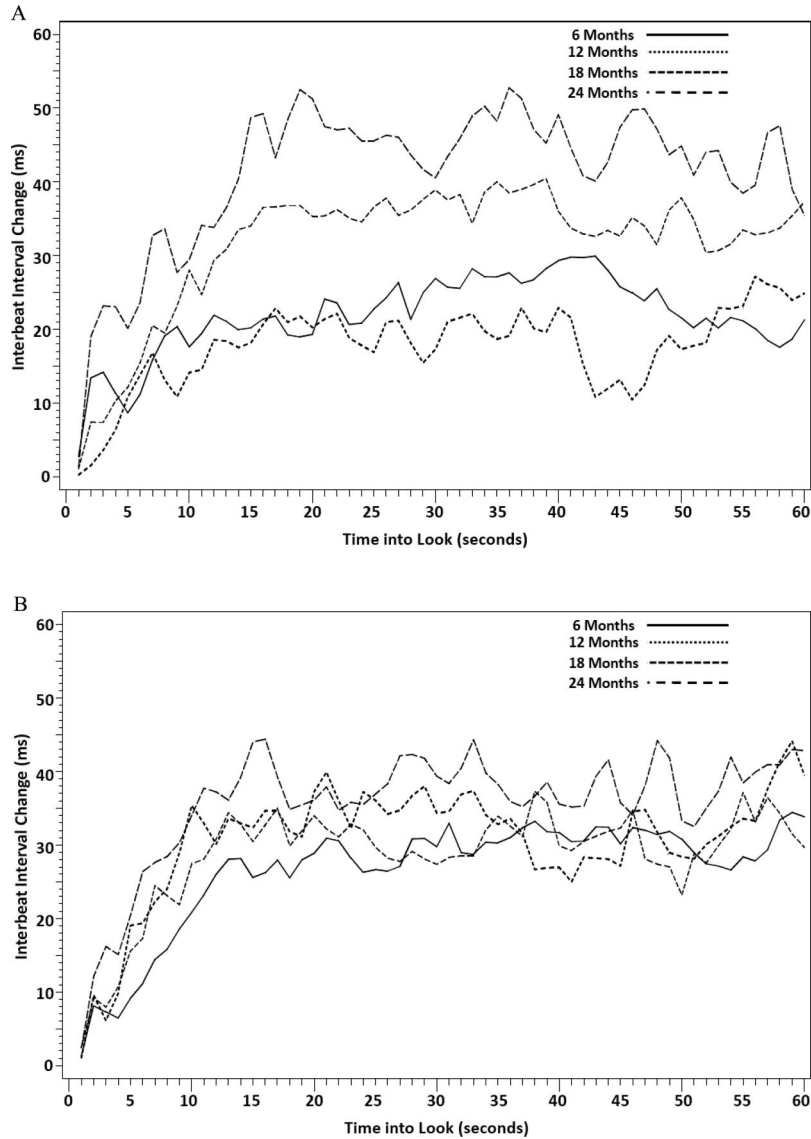 A
60
50
40
30
20
10
0
Interbeat Interval Change (ms)
6 Months
12 Months
18 Months
24 Months
0 5 10 15 20 25 30 35 40 45 50 55 60
Time into Look (seconds)
B
60
50
40
30
20
10
0
Interbeat Interval Change (ms)
6 Months
12 Months
18 Months
24 Months
0 5 10 15 20 25 30 35 40 45 50 55 60
Time into Look (seconds)